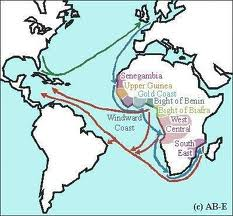 Senegambia
Upper Guinea
Gold Coast
Bight of Benin
Bight of Biafra
Windward
Coast
West
Central
South
East
(c) AB-E